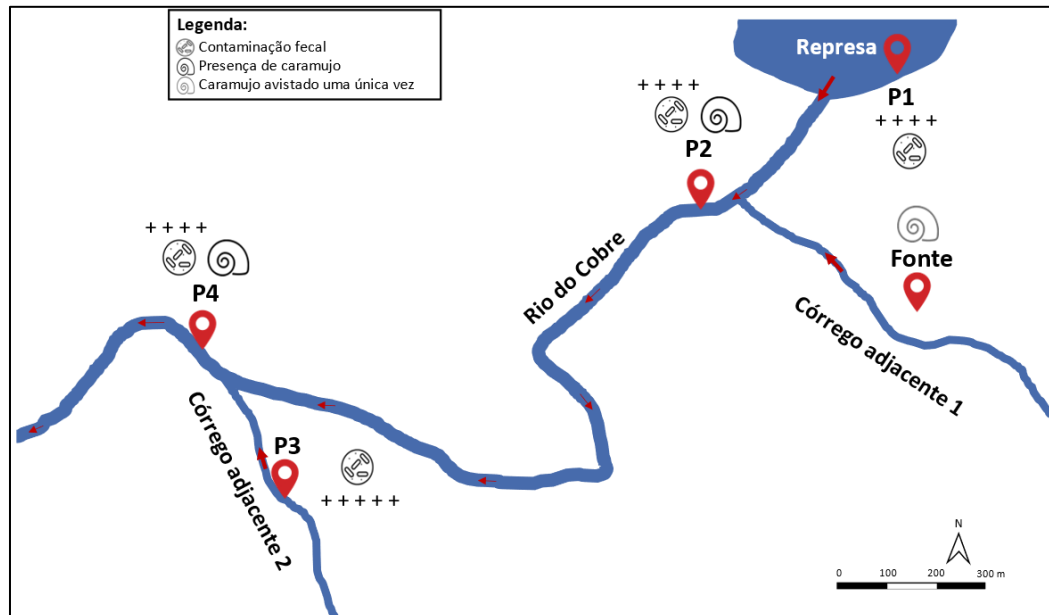 Legenda:
Contaminação fecal
Presença de caramujo
Caramujo avistado uma única vez
Represa
P1
+ + + +
+ + + +
P2
Fonte
Rio do Cobre
Córrego adjacente 1
+ + + +
P4
Córrego adjacente 2
P3
+ + + + +
N
0 100 200 300 m